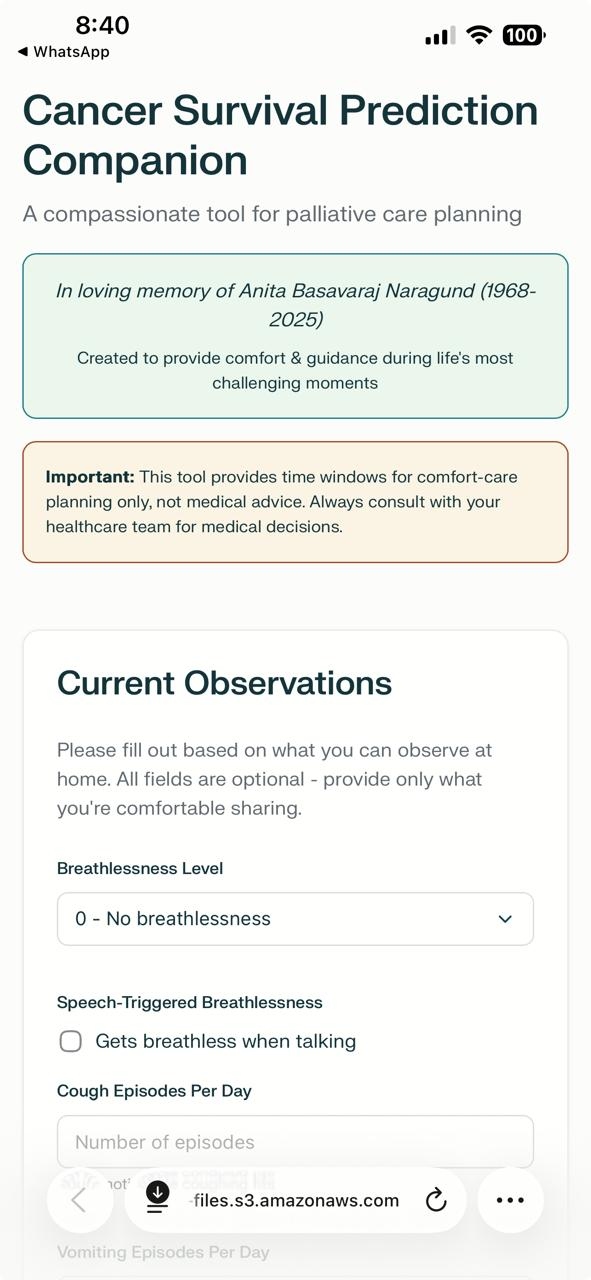 8:40
100
◀ WhatsApp
Cancer Survival Prediction
Companion
A compassionate tool for palliative care planning
In loving memory of Anita Basavaraj Naragund (1968-
2025)
Created to provide comfort & guidance during life's most
challenging moments
Important: This tool provides time windows for comfort-care
planning only, not medical advice. Always consult with your
healthcare team for medical decisions.
Current Observations
Please fill out based on what you can observe at
home. All fields are optional - provide only what
you're comfortable sharing.
Breathlessness Level
0 - No breathlessness
Speech-Triggered Breathlessness
Gets breathless when talking
Cough Episodes Per Day
Number of episodes
-files.s3.amazonaws.com
Vomiting Episodes Per Day